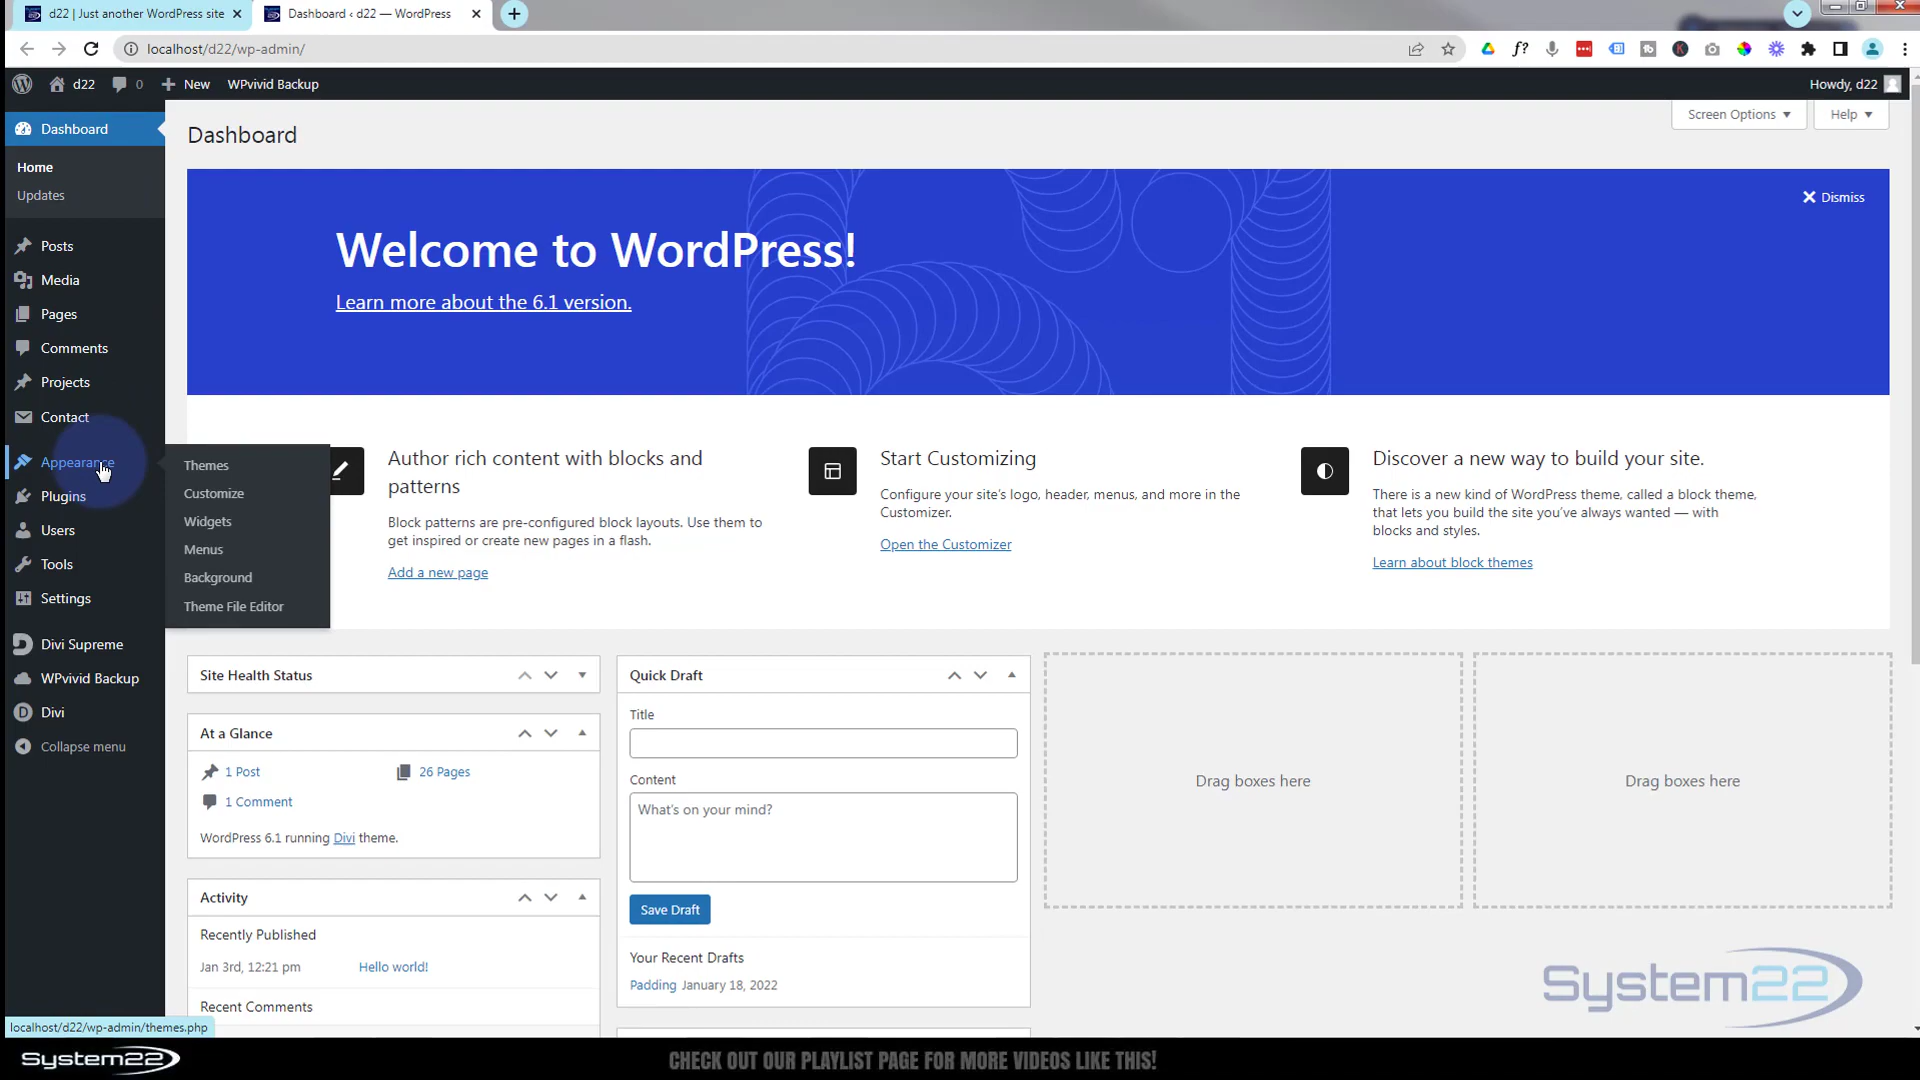 d22 | Just another WordPress site
Dashboard ‹ d22 — WordPress
localhost/d22/wp-admin/
d22
0
New
WPvivid Backup
Howdy, d22
Dashboard
Home
Updates
Posts
Media
Pages
Comments
Projects
Contact
Appearance
Plugins
Users
Tools
Settings
Divi Supreme
WPvivid Backup
Divi
Collapse menu
Themes
Customize
Widgets
Menus
Background
Theme File Editor
Dashboard
Screen Options
Help
Dismiss
Welcome to WordPress!
Learn more about the 6.1 version.
Author rich content with blocks and
patterns
Block patterns are pre-configured block layouts. Use them to
get inspired or create new pages in a flash.
Add a new page
Start Customizing
Configure your site's logo, header, menus, and more in the
Customizer.
Open the Customizer
Discover a new way to build your site.
There is a new kind of WordPress theme, called a block theme,
that lets you build the site you've always wanted — with
blocks and styles.
Learn about block themes
Site Health Status
At a Glance
1 Post
26 Pages
1 Comment
WordPress 6.1 running Divi theme.
Activity
Recently Published
Jan 3rd, 12:21 pm
Hello world!
Recent Comments
Quick Draft
Title
Content
What's on your mind?
Save Draft
Your Recent Drafts
Padding January 18, 2022
Drag boxes here
Drag boxes here
System22
localhost/d22/wp-admin/themes.php
System22
CHECK OUT OUR PLAYLIST PAGE FOR MORE VIDEOS LIKE THIS!